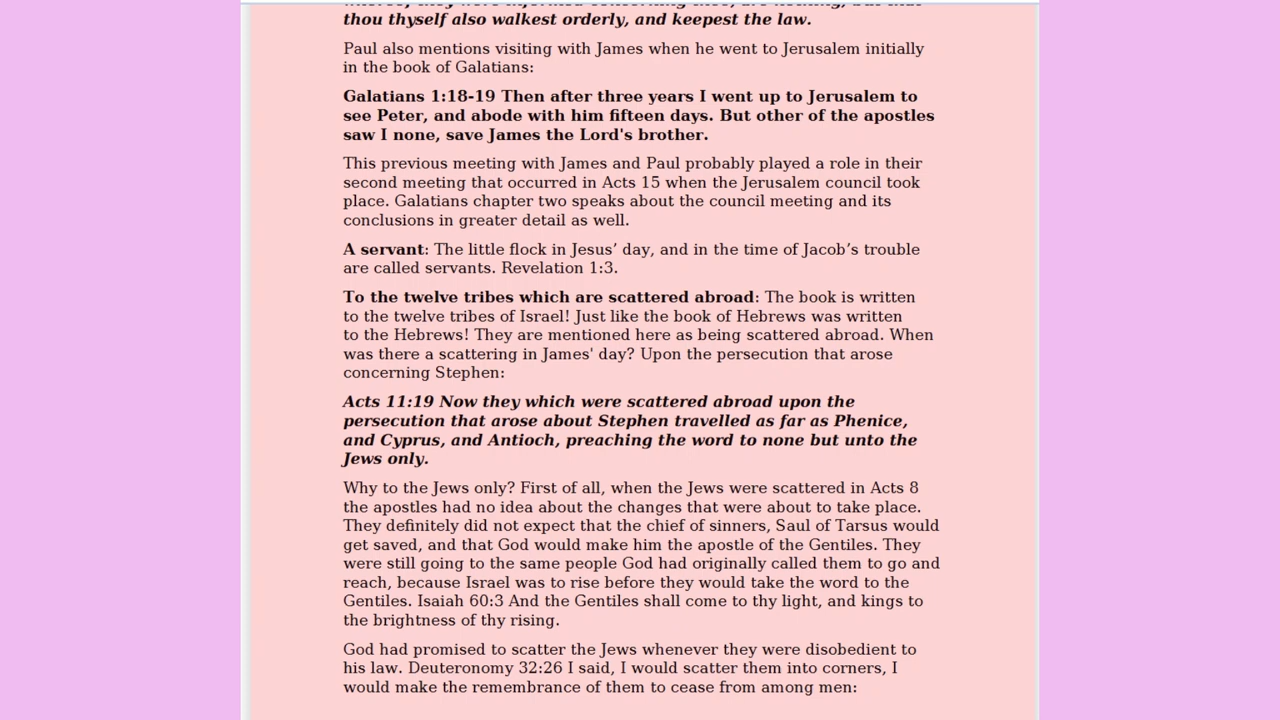 thou thyself also walkest orderly, and keepest the law.
Paul also mentions visiting with James when he went to Jerusalem initially
in the book of Galatians:
Galatians 1:18-19 Then after three years I went up to Jerusalem to
see Peter, and abode with him fifteen days. But other of the apostles
saw I none, save James the Lord's brother.
This previous meeting with James and Paul probably played a role in their
second meeting that occurred in Acts 15 when the Jerusalem council took
place. Galatians chapter two speaks about the council meeting and its
conclusions in greater detail as well.
A servant: The little flock in Jesus’ day, and in the time of Jacob’s trouble
are called servants. Revelation 1:3.
To the twelve tribes which are scattered abroad: The book is written
to the twelve tribes of Israel! Just like the book of Hebrews was written
to the Hebrews! They are mentioned here as being scattered abroad. When
was there a scattering in James' day? Upon the persecution that arose
concerning Stephen:
Acts 11:19 Now they which were scattered abroad upon the
persecution that arose about Stephen travelled as far as Phenice,
and Cyprus, and Antioch, preaching the word to none but unto the
Jews only.
Why to the Jews only? First of all, when the Jews were scattered in Acts 8
the apostles had no idea about the changes that were about to take place.
They definitely did not expect that the chief of sinners, Saul of Tarsus would
get saved, and that God would make him the apostle of the Gentiles. They
were still going to the same people God had originally called them to go and
reach, because Israel was to rise before they would take the word to the
Gentiles. Isaiah 60:3 And the Gentiles shall come to thy light, and kings to
the brightness of thy rising.
God had promised to scatter the Jews whenever they were disobedient to
his law. Deuteronomy 32:26 I said, I would scatter them into corners, I
would make the remembrance of them to cease from among men: